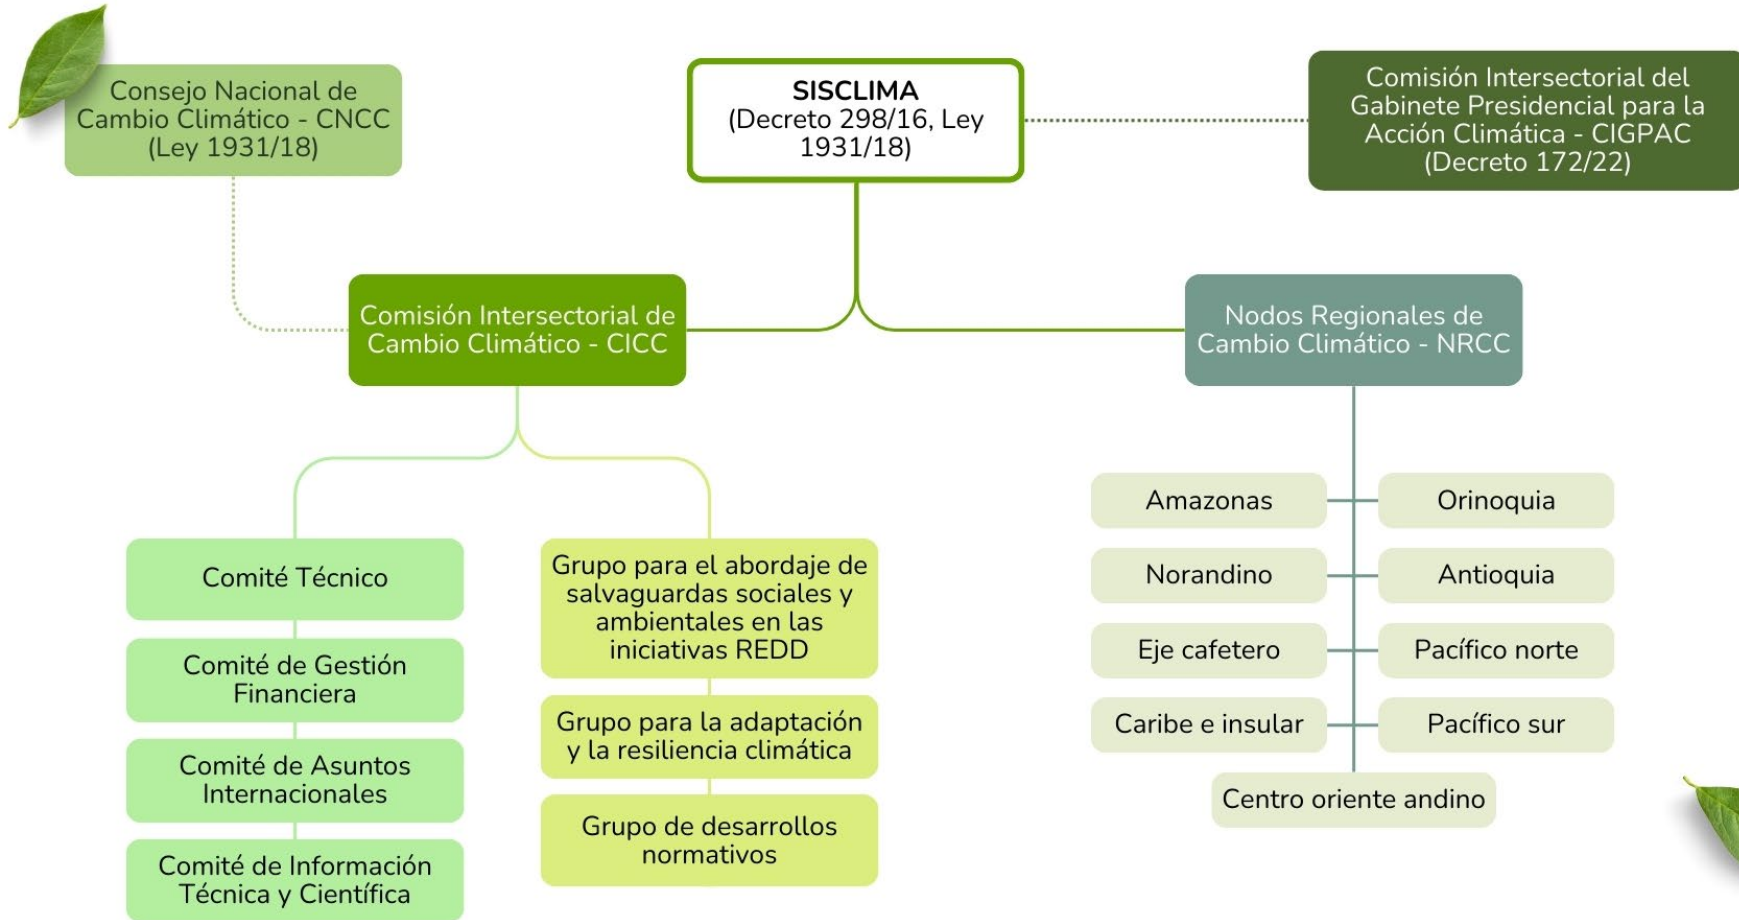 Consejo Nacional de
Cambio Climático - CNCC
(Ley 1931/18)
SISCLIMA
(Decreto 298/16, Ley
1931/18)
Comisión Intersectorial del
Gabinete Presidencial para la
Acción Climática - CIGPAC
(Decreto 172/22)
Comisión Intersectorial de
Cambio Climático - CICC
Nodos Regionales de
Cambio Climático - NRCC
Comité Técnico
Comité de Gestión
Financiera
Comité de Asuntos
Internacionales
Comité de Información
Técnica y Científica
Grupo para el abordaje de
salvaguardas sociales y
ambientales en las
iniciativas REDD
Grupo para la adaptación
y la resiliencia climática
Grupo de desarrollos
normativos
Amazonas
Orinoquia
Norandino
Antioquia
Eje cafetero
Pacífico norte
Caribe e insular
Pacífico sur
Centro oriente andino